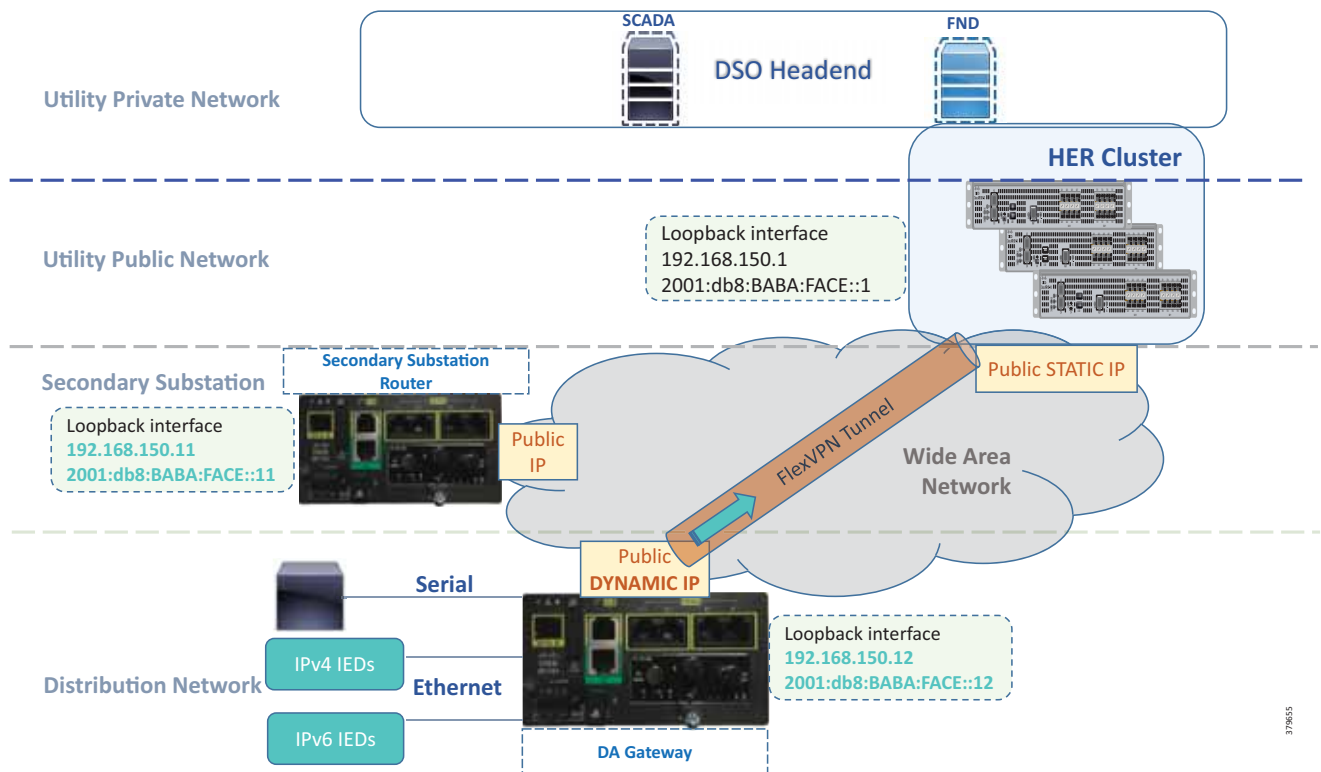 SCADA
FND
DSO Headend
Utility Private Network
HER Cluster
Utility Public Network
Loopback interface
192.168.150.1
2001:db8:BABA:FACE::1
Secondary Substation
Router
Public STATIC IP
Secondary Substation
Loopback interface
192.168.150.11
2001:db8:BABA:FACE::11
Public
IP
FlexVPN Tunnel
Wide Area
Network
Public
DYNAMIC IP
Serial
Loopback interface
192.168.150.12
2001:db8:BABA:FACE::12
IPv4 IEDs
Distribution Network
Ethernet
IPv6 IEDs
DA Gateway
379655